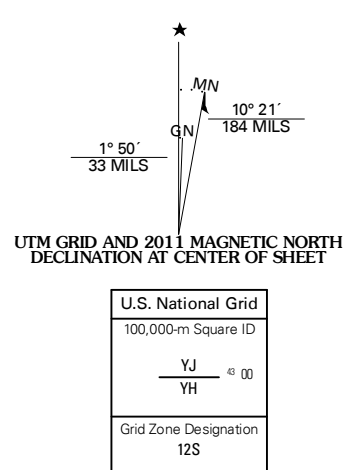 ★
MN
10° 21´
184 MILS
GN
1° 50´
33 MILS
UTM GRID AND 2011 MAGNETIC NORTH
DECLINATION AT CENTER OF SHEET
U.S. National Grid
100,000-m Square ID
YJ
43 00
YH
Grid Zone Designation
12S